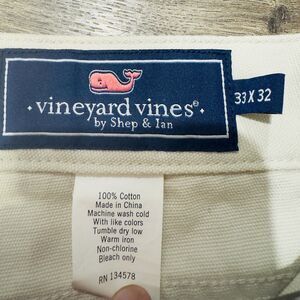 · vineyard vines® ·
by Shep & Ian
33 X 32
100% Cotton
Made in China
Machine wash cold
With like colors
Tumble dry low
Warm iron
Non-chlorine
Bleach only
RN 134578